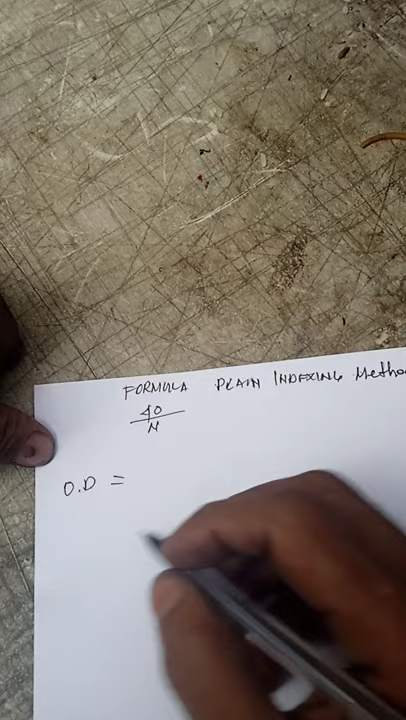 FORMULA PLAIN INDEXING Metho
40
N
O.D =